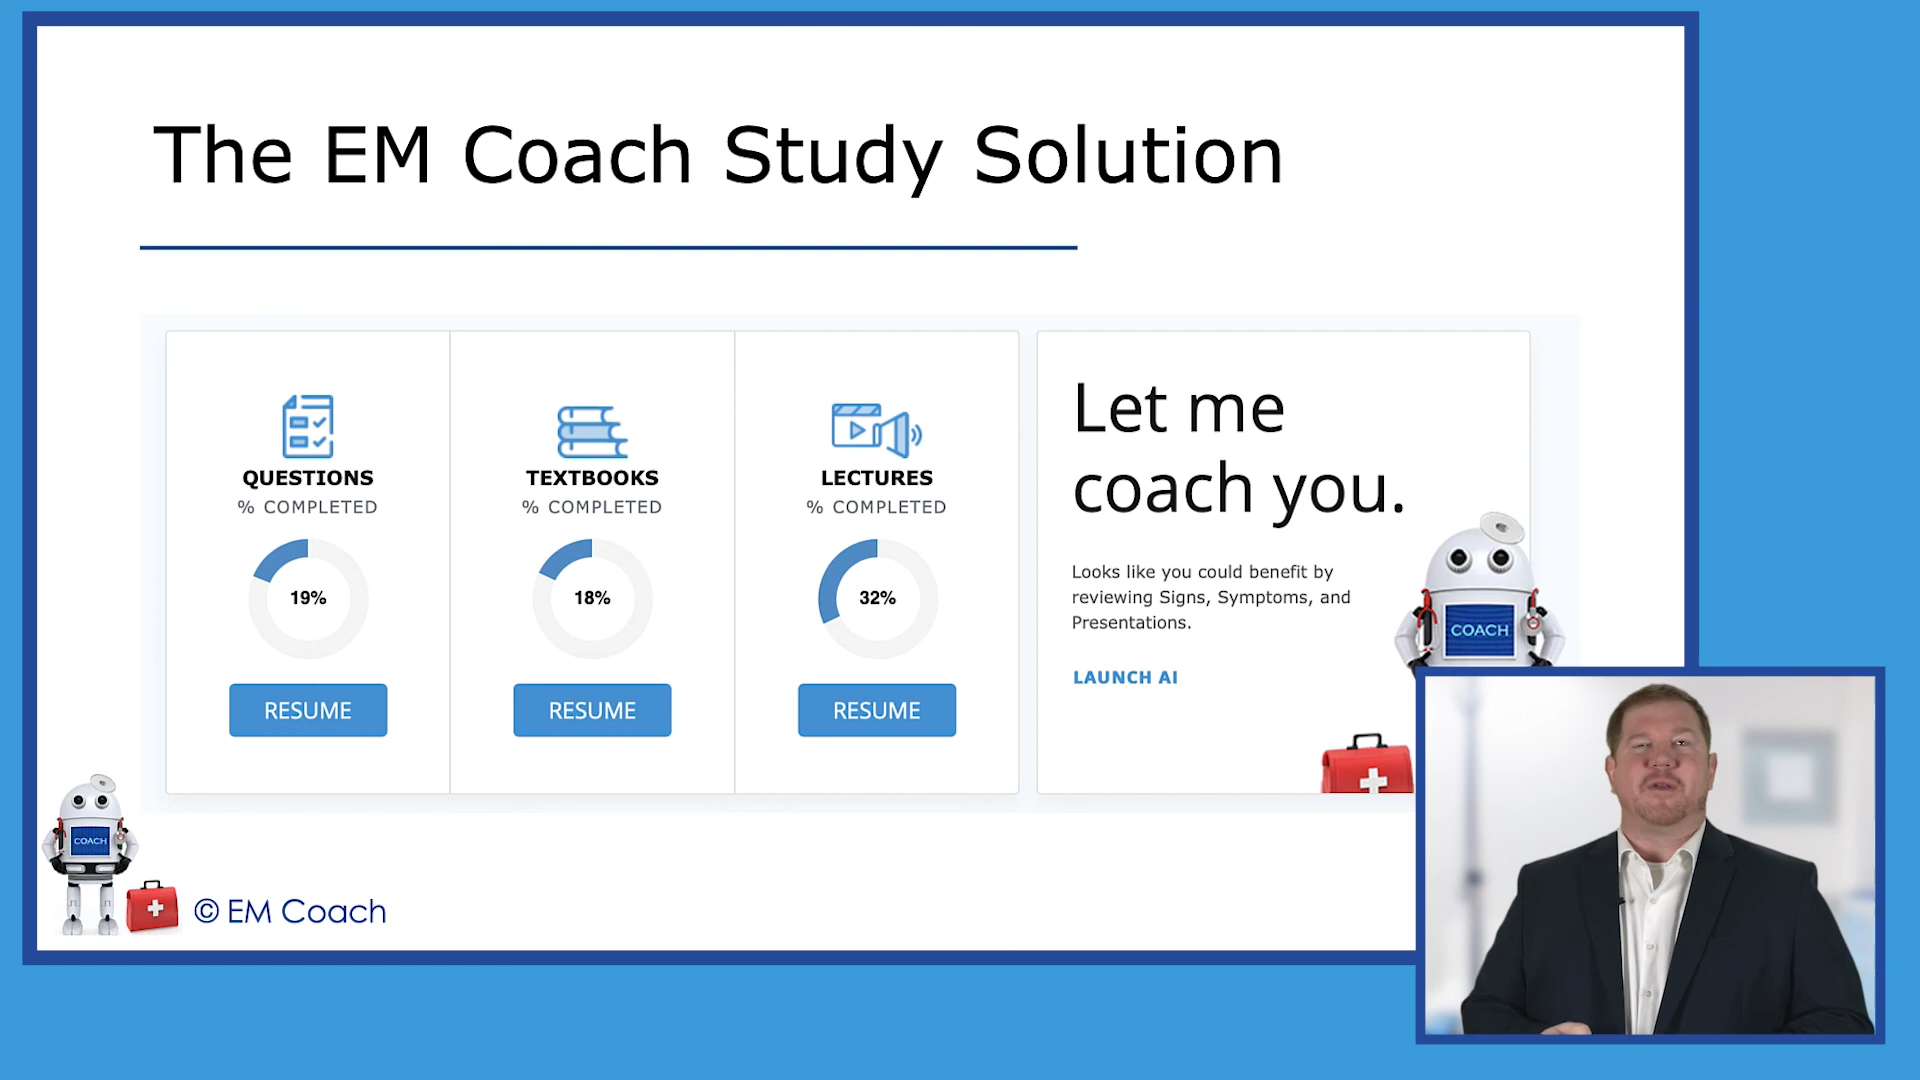 The EM Coach Study Solution
QUESTIONS
% COMPLETED
19%
RESUME
TEXTBOOKS
% COMPLETED
18%
RESUME
LECTURES
% COMPLETED
32%
RESUME
Let me
coach you.
Looks like you could benefit by
reviewing Signs, Symptoms, and
Presentations.
LAUNCH AI
COACH
COACH
© EM Coach